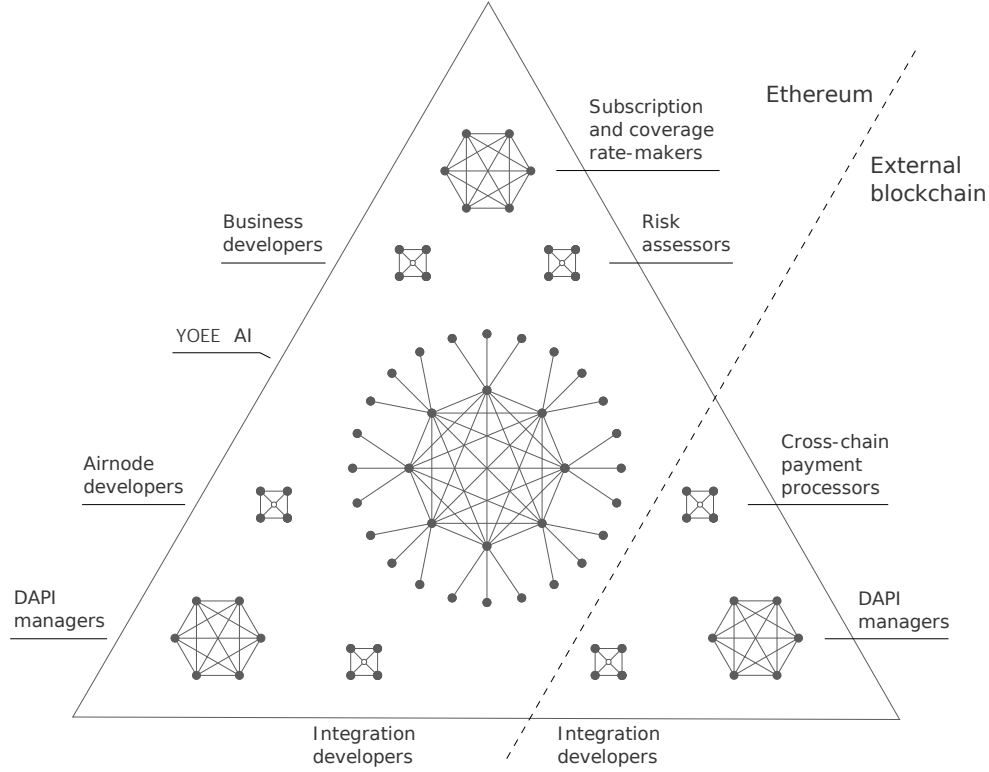 Ethereum
Subscription
and coverage
rate-makers
External
blockchain
Business
developers
Risk
assessors
YOEE AI
Cross-chain
payment
processors
Airnode
developers
DAPI
managers
DAPI
managers
Integration
developers
Integration
developers